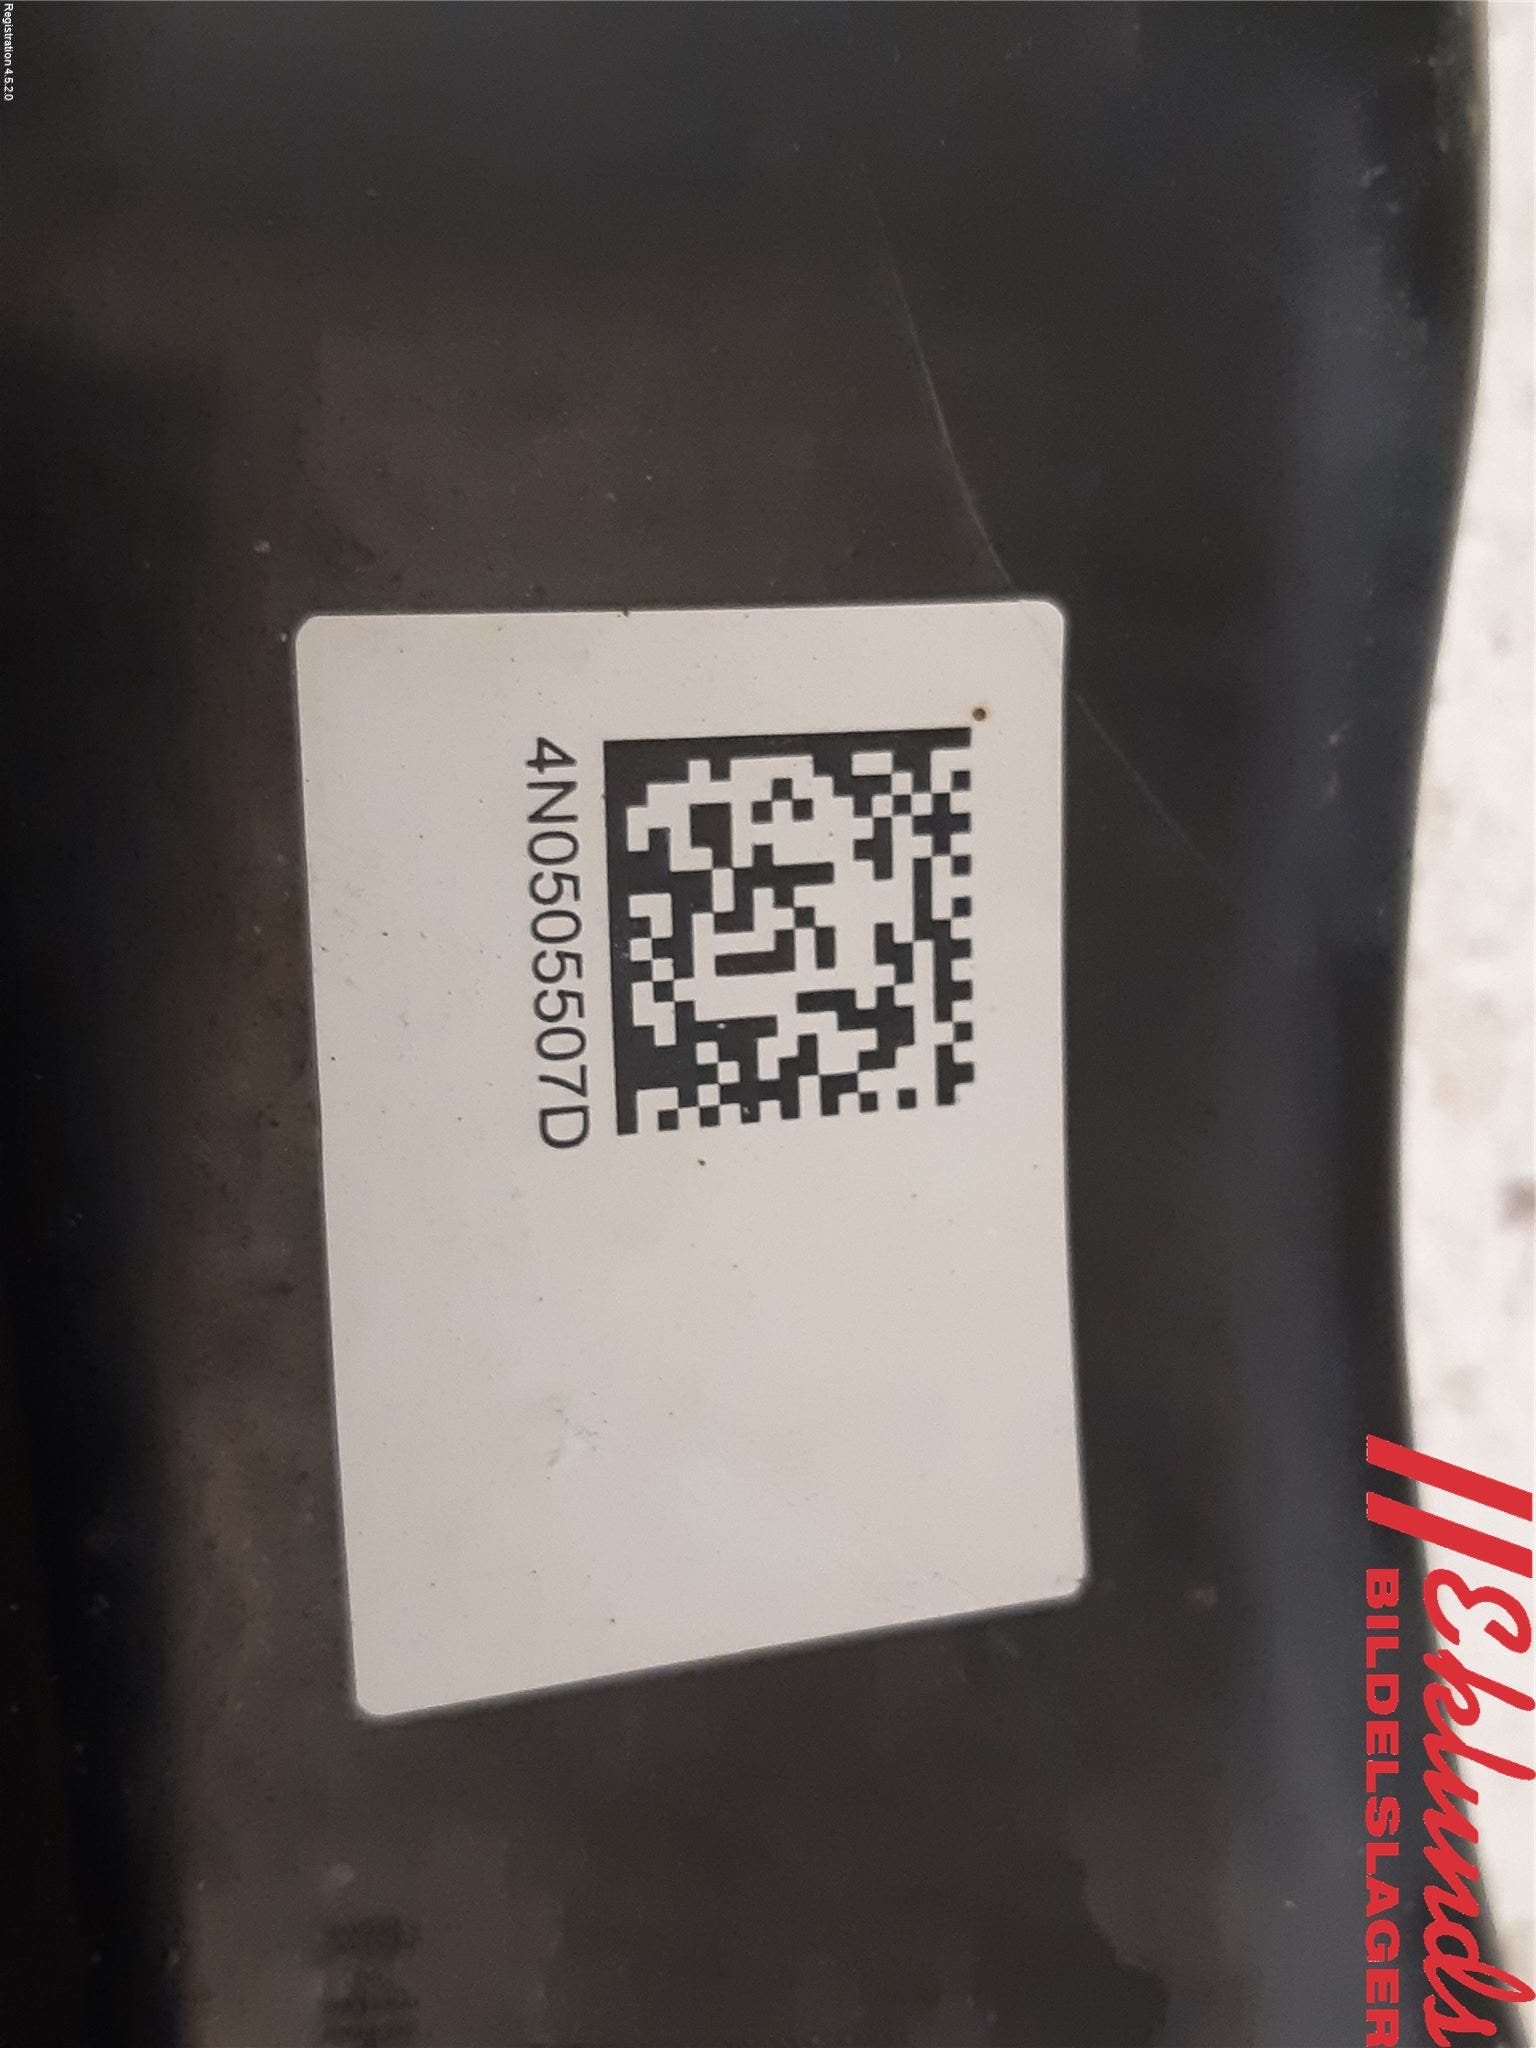 4N0505507D
Eklunds
BILDELSLAGER
Registration 4.5.2.0